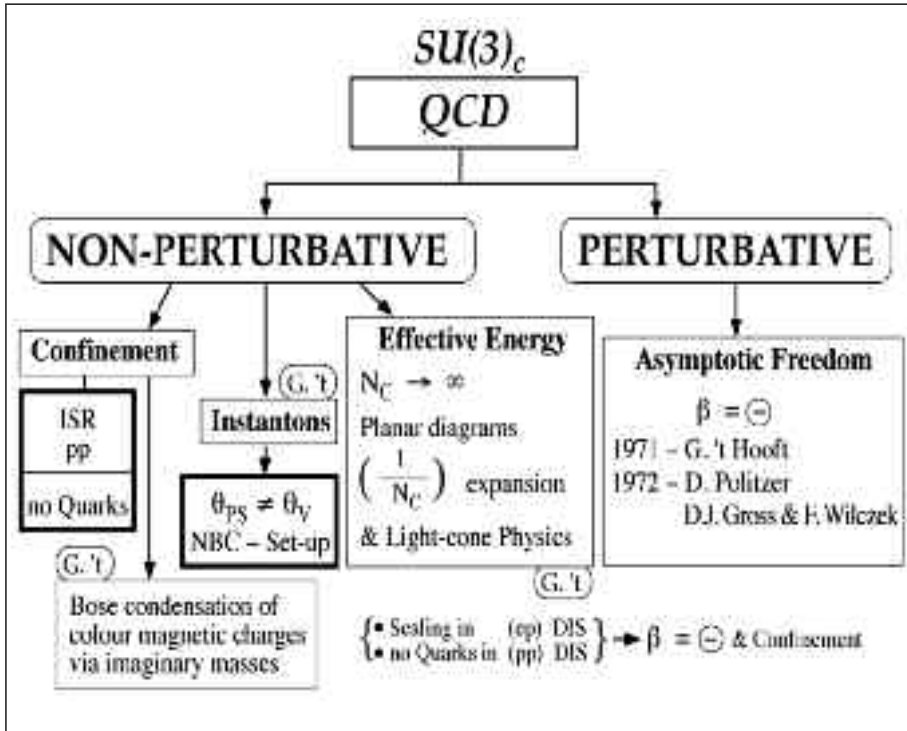 SU(3)c
QCD
NON-PERTURBATIVE
PERTURBATIVE
Confinement
ISR
pp
no Quarks
G. 't
Bose condensation of
colour magnetic charges
via imaginary masses
G. 't
Instantons
θPS ≠ θV
NBC – Set-up
Effective Energy
NC → ∞
Planar diagrams
(1/NC) expansion
& Light-cone Physics
G. 't
Asymptotic Freedom
β = ⊖
1971 – G. 't Hooft
1972 – D. Politzer
D.J. Gross & F. Wilczek
{• Scaling in (ep) DIS
• no Quarks in (pp) DIS} → β = ⊖ & Confinement